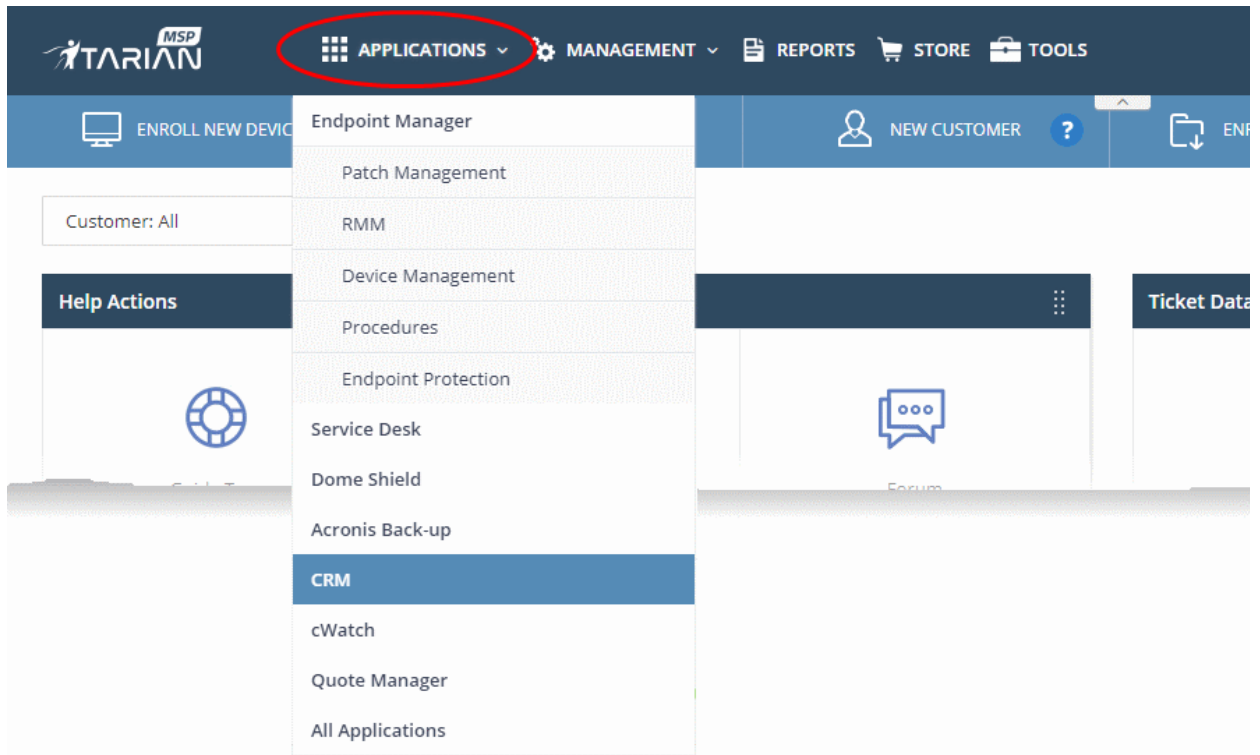 ITARIAN MSP
APPLICATIONS
MANAGEMENT
REPORTS
STORE
TOOLS
ENROLL NEW DEVIC
NEW CUSTOMER
?
Customer: All
Help Actions
Ticket Data
Forum
Endpoint Manager
Patch Management
RMM
Device Management
Procedures
Endpoint Protection
Service Desk
Dome Shield
Acronis Back-up
CRM
cWatch
Quote Manager
All Applications